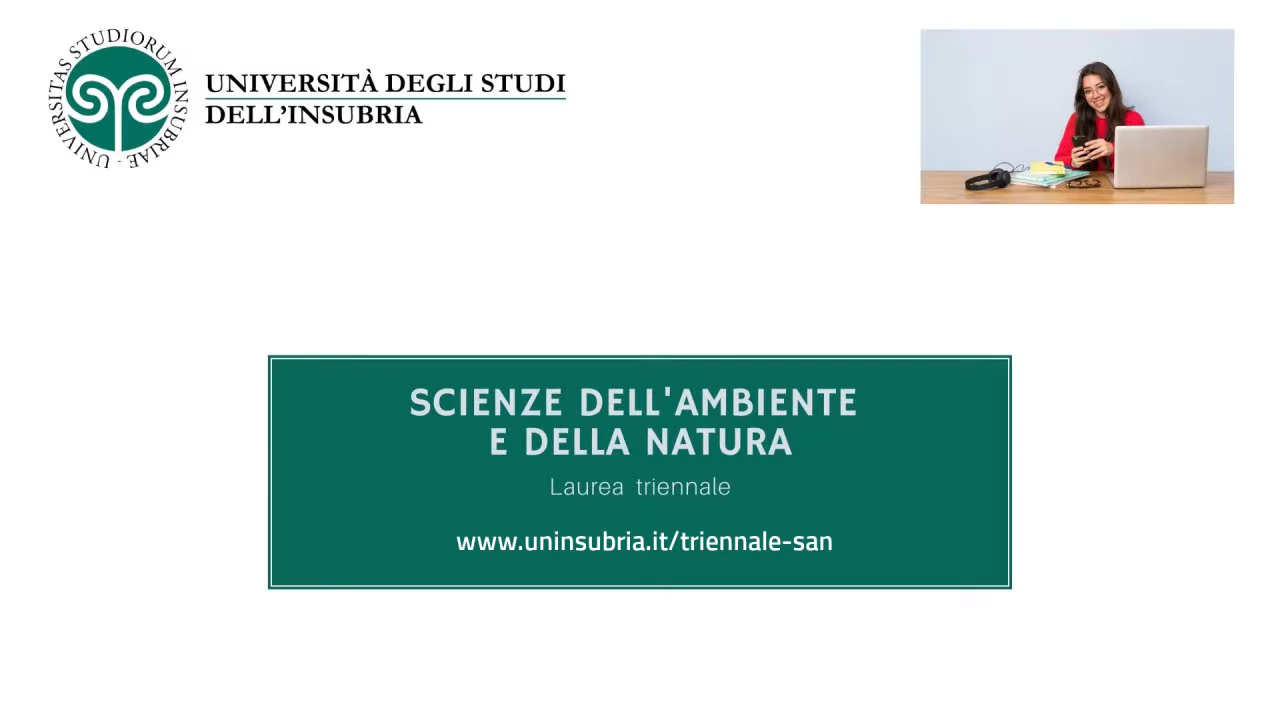 UNIVERSITAS STUDIORUM INSUBRIAE -
UNIVERSITÀ DEGLI STUDI
DELL'INSUBRIA
SCIENZE DELL'AMBIENTE
E DELLA NATURA
Laurea triennale
www.uninsubria.it/triennale-san